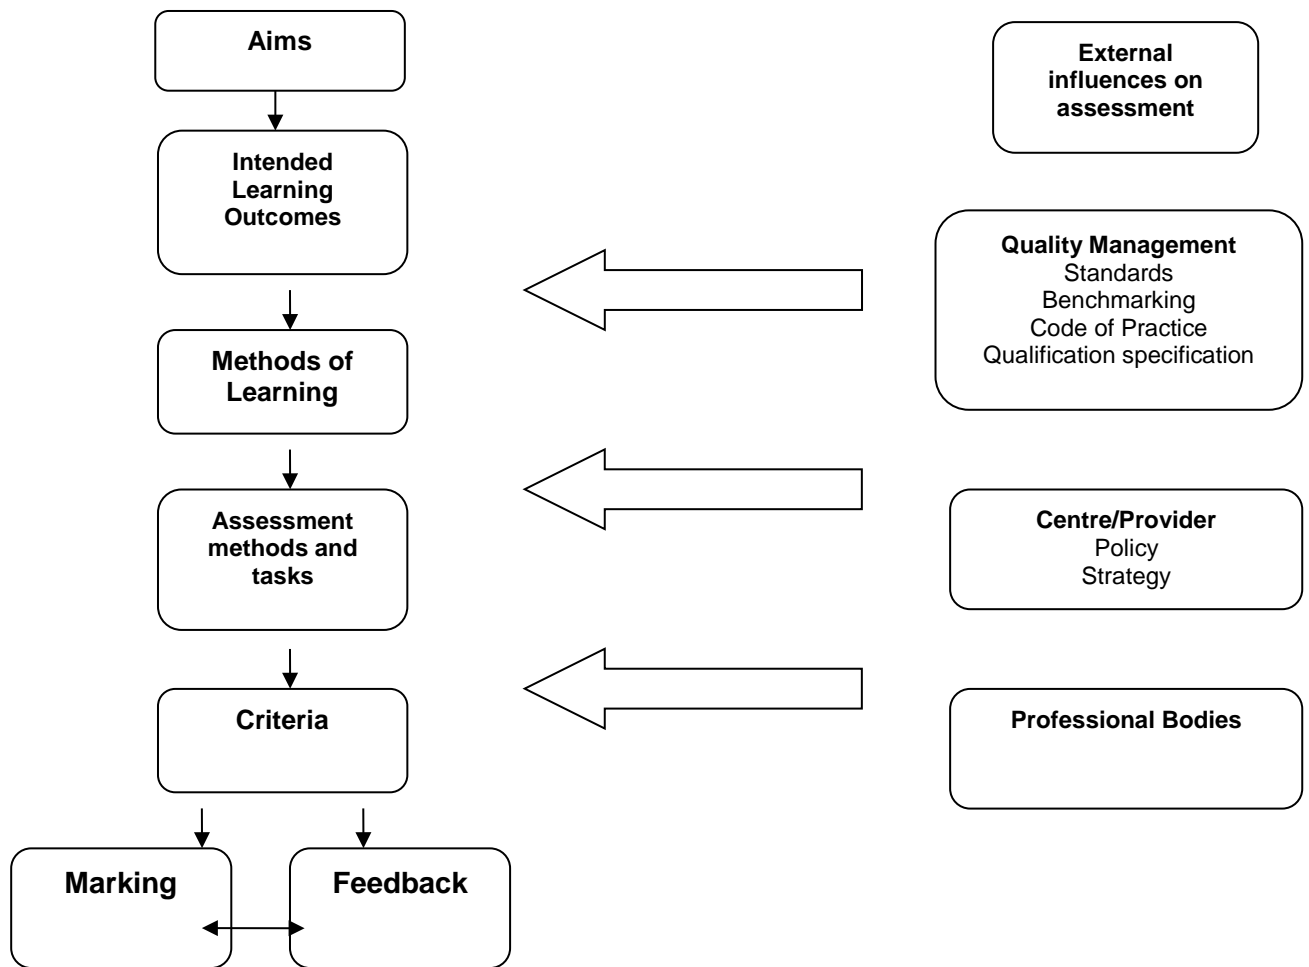 Aims
Intended
Learning
Outcomes
Methods of
Learning
Assessment
methods and
tasks
Criteria
Marking
Feedback
External
influences on
assessment
Quality Management
Standards
Benchmarking
Code of Practice
Qualification specification
Centre/Provider
Policy
Strategy
Professional Bodies